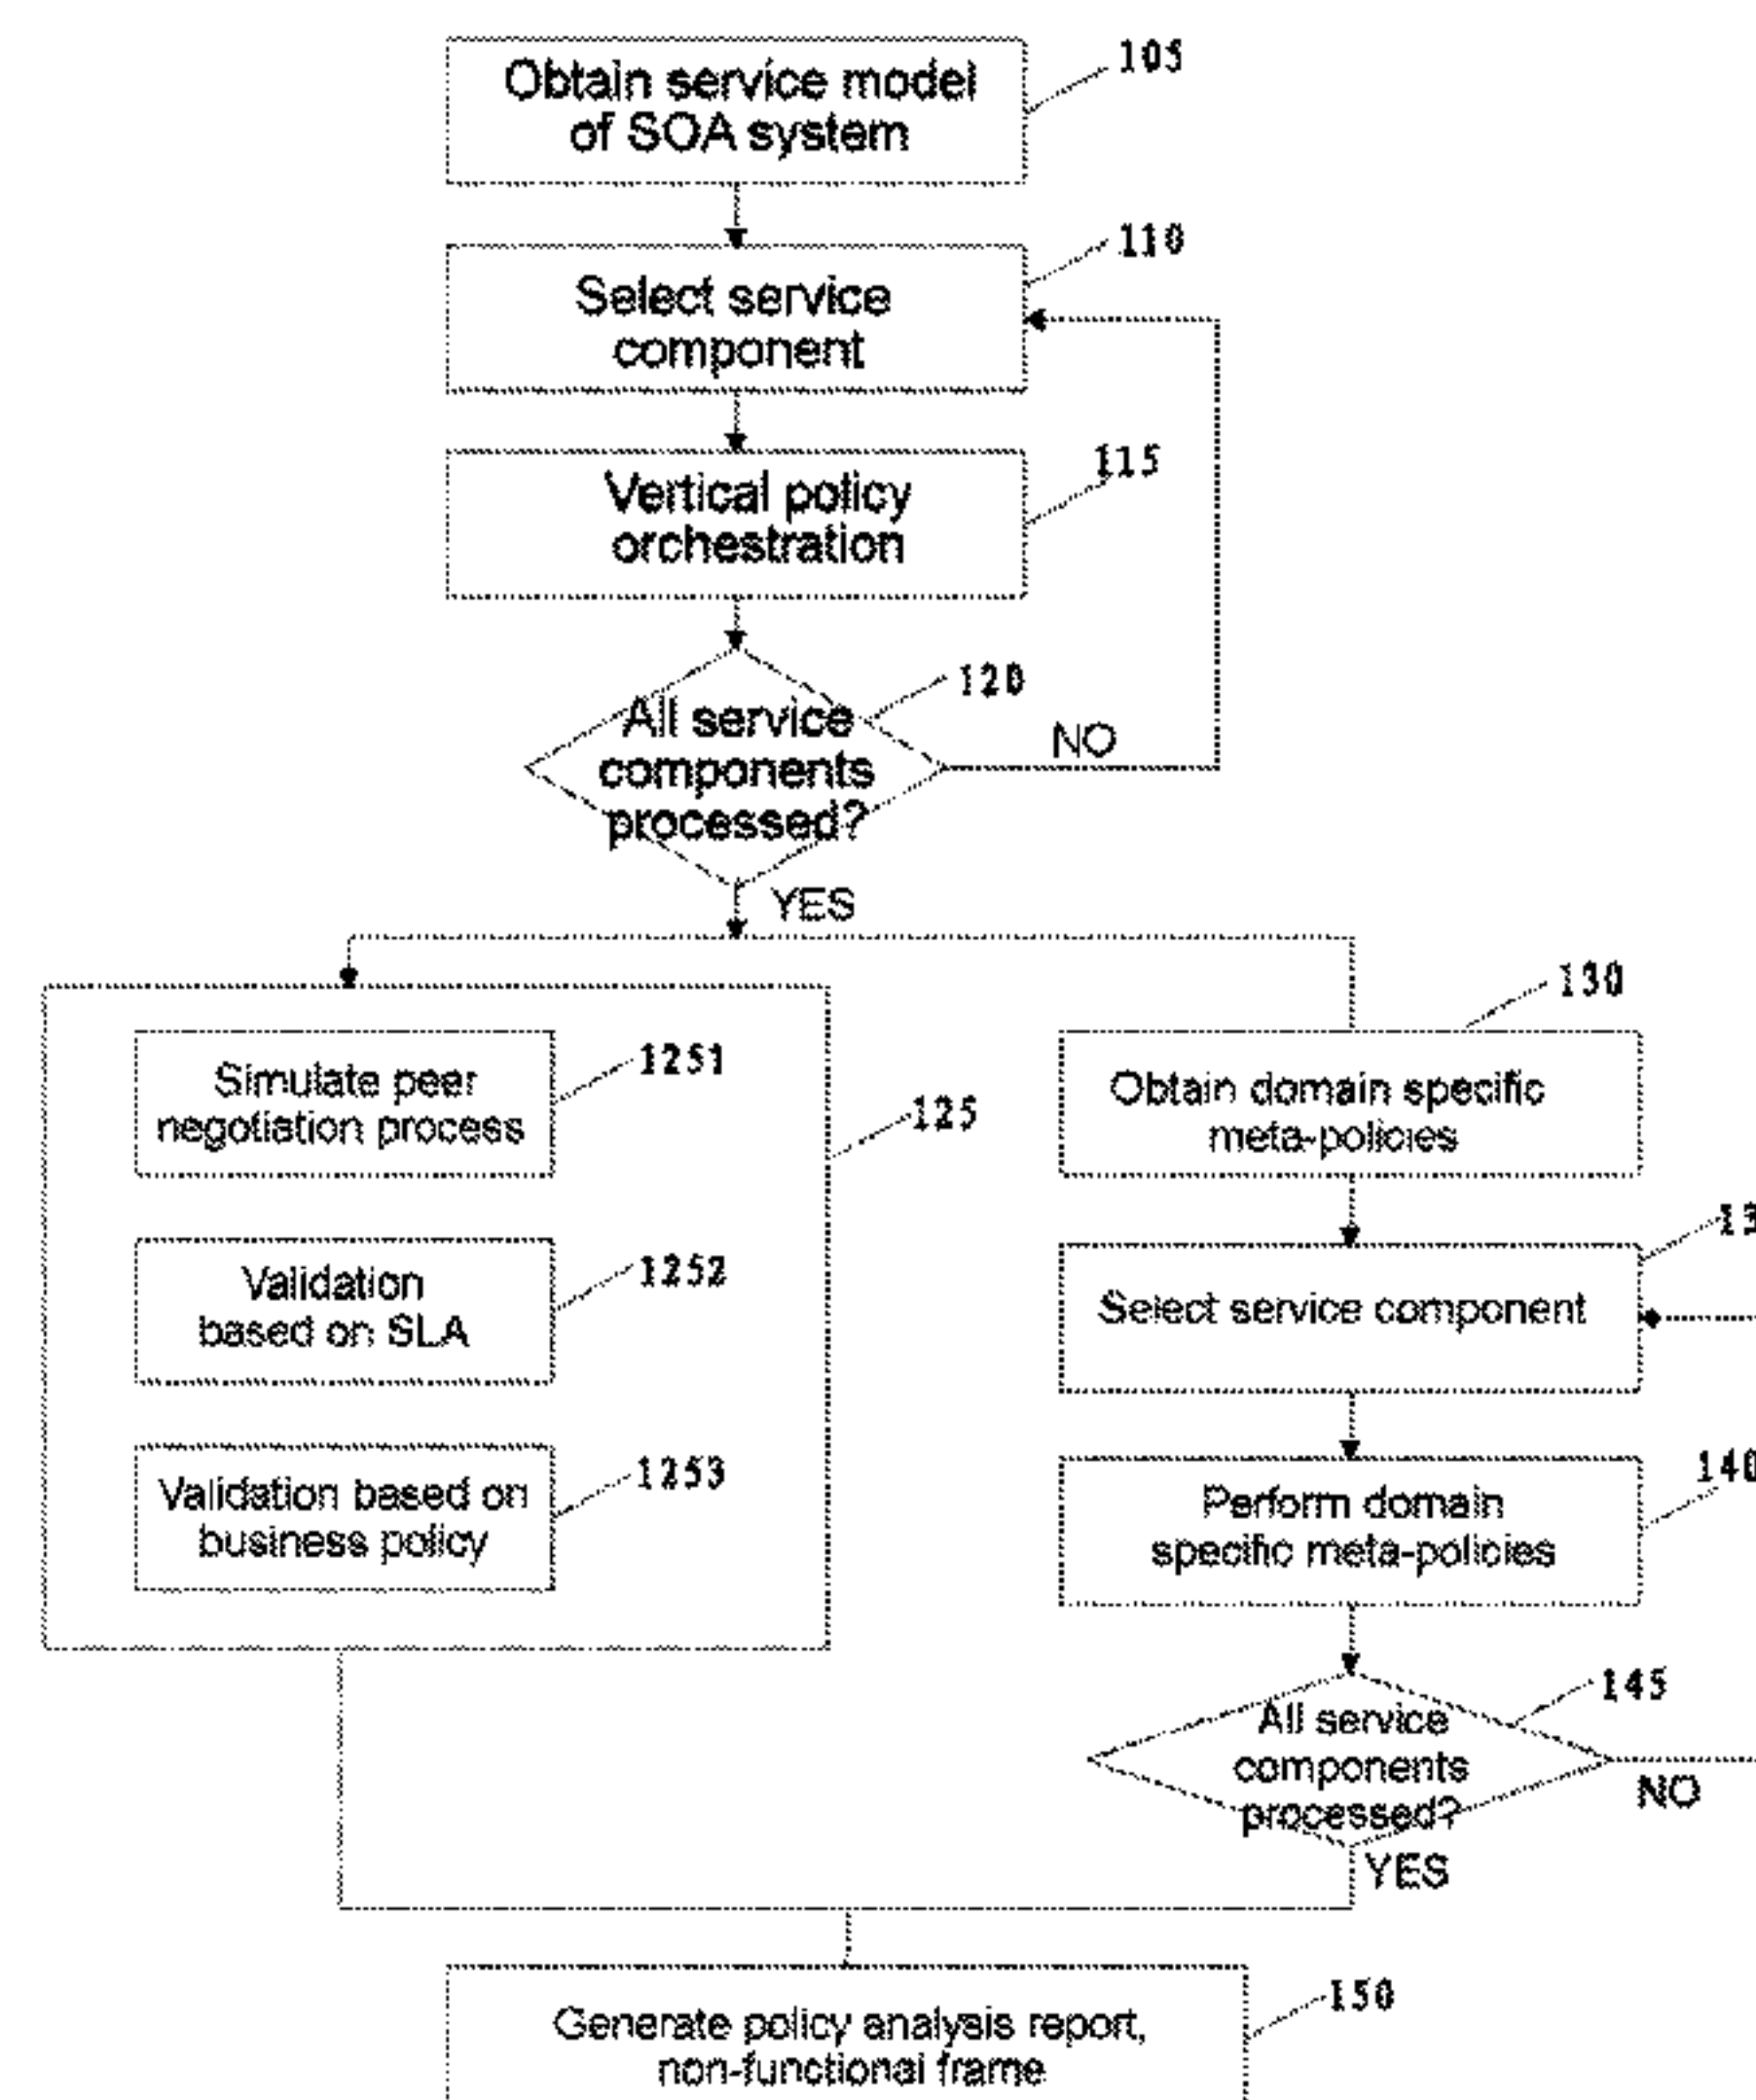 Obtain service model
of SOA system
105
Select service
component
110
Vertical policy
orchestration
115
All service
components
processed?
120
NO
YES
Simulate peer
negotiation process
1251
Validation
based on SLA
1252
Validation based on
business policy
1253
125
Obtain domain specific
meta-policies
130
Select service component
Perform domain
specific meta-policies
140
All service
components
processed?
145
NO
YES
Generate policy analysis report,
non-functional frame
150